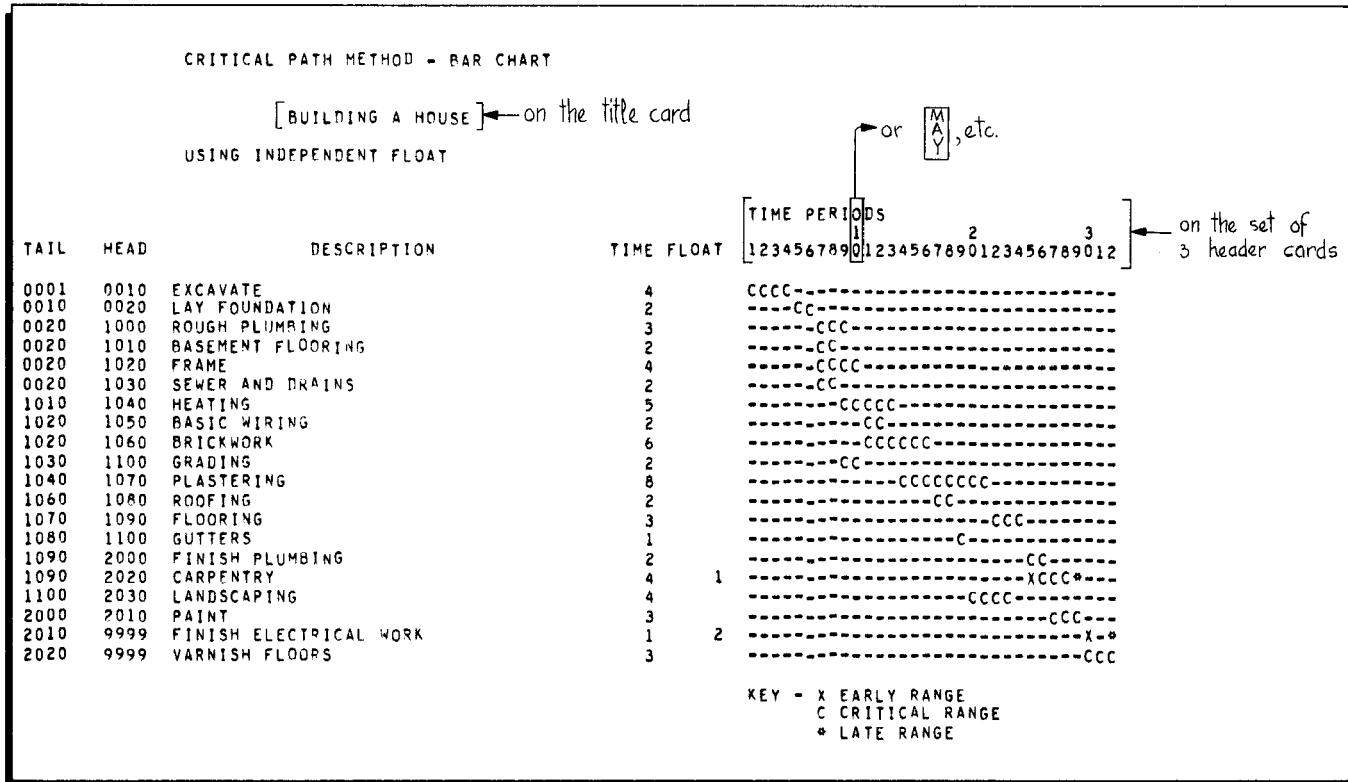 CRITICAL PATH METHOD - BAR CHART
[BUILDING A HOUSE] on the title card
or MAY, etc.
USING INDEPENDENT FLOAT
TIME PERIODS
1 2 3
on the set of
3 header cards
TAIL HEAD DESCRIPTION TIME FLOAT 12345678901234567890123456789012
0001 0010 EXCAVATE 4 CCCC----------------------------
0010 0020 LAY FOUNDATION 2 ----CC--------------------------
0020 1000 ROUGH PLUMBING 3 ------CCC-----------------------
0020 1010 BASEMENT FLOORING 2 ------CC------------------------
0020 1020 FRAME 4 ------CCCC----------------------
0020 1030 SEWER AND DRAINS 2 ------CC------------------------
1010 1040 HEATING 5 --------CCCCC-------------------
1020 1050 BASIC WIRING 2 ----------CC--------------------
1020 1060 BRICKWORK 6 ----------CCCCCC----------------
1030 1100 GRADING 2 --------CC----------------------
1040 1070 PLASTERING 8 -------------CCCCCCCC-----------
1060 1080 ROOFING 2 ----------------CC--------------
1070 1090 FLOORING 3 ---------------------CCC--------
1080 1100 GUTTERS 1 ------------------C-------------
1090 2000 FINISH PLUMBING 2 ------------------------CC------
1090 2020 CARPENTRY 4 1 ------------------------XCCC*---
1100 2030 LANDSCAPING 4 -------------------CCCC---------
2000 2010 PAINT 3 --------------------------CCC---
2010 9999 FINISH ELECTRICAL WORK 1 2 -----------------------------X-*
2020 9999 VARNISH FLOORS 3 -----------------------------CCC
KEY - X EARLY RANGE
C CRITICAL RANGE
* LATE RANGE